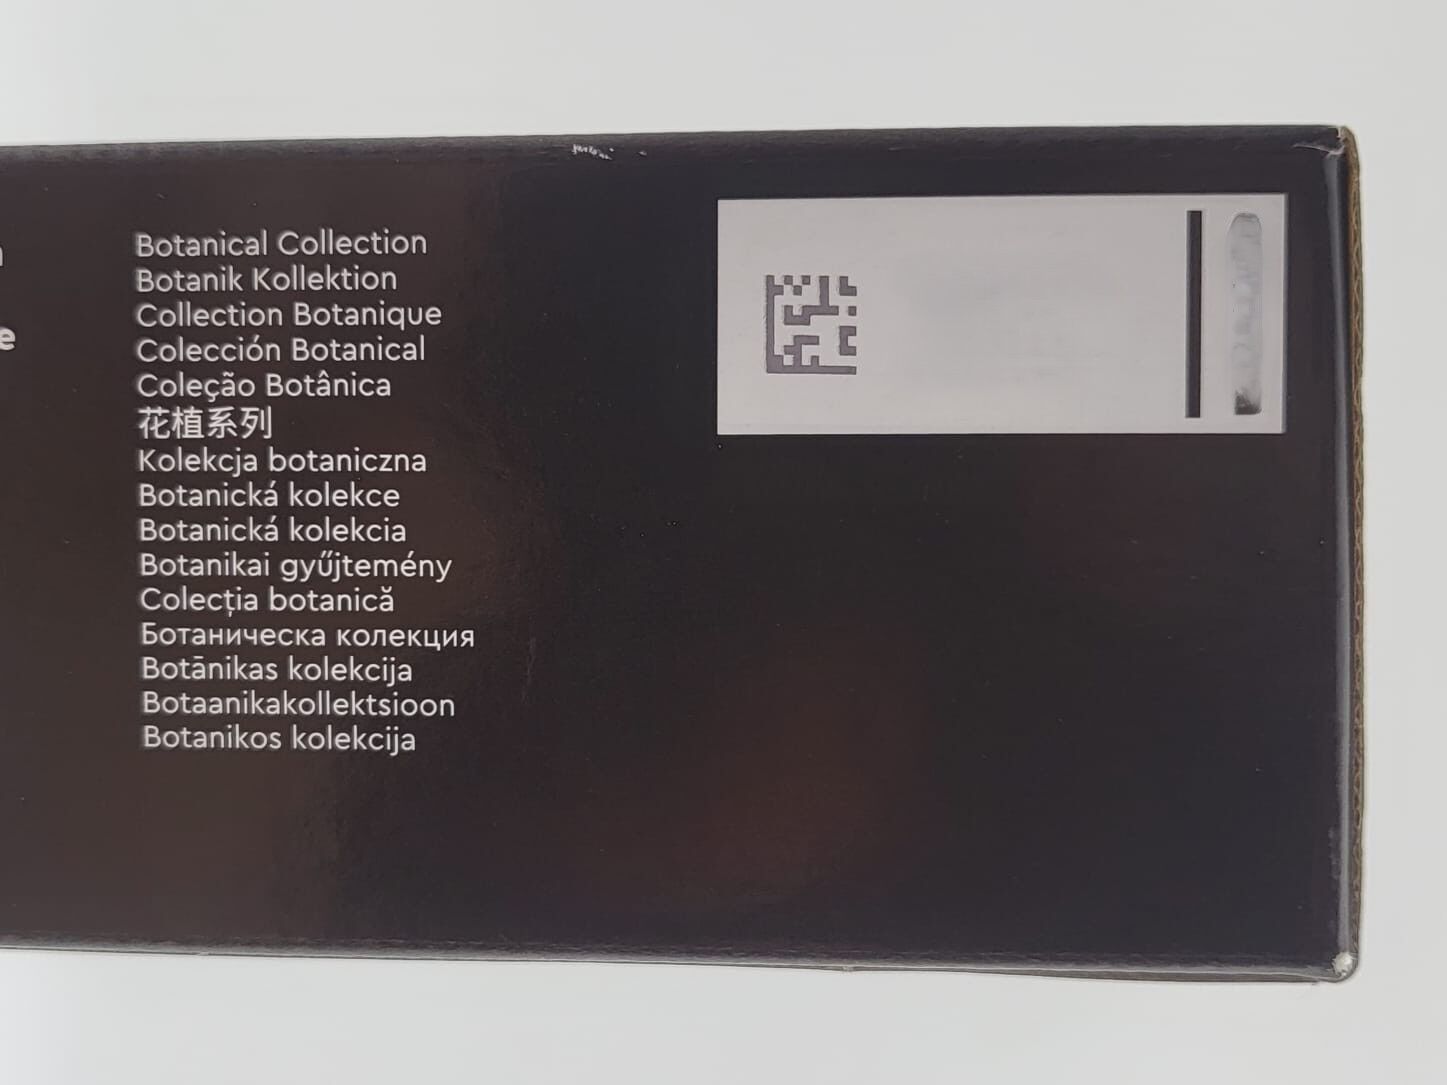 Botanical Collection
Botanik Kollektion
Collection Botanique
Colección Botanical
Coleção Botânica
花植系列
Kolekcja botaniczna
Botanická kolekce
Botanická kolekcia
Botanikai gyűjtemény
Colecția botanică
Ботаническа колекция
Botānikas kolekcija
Botaanikakollektsioon
Botanikos kolekcija